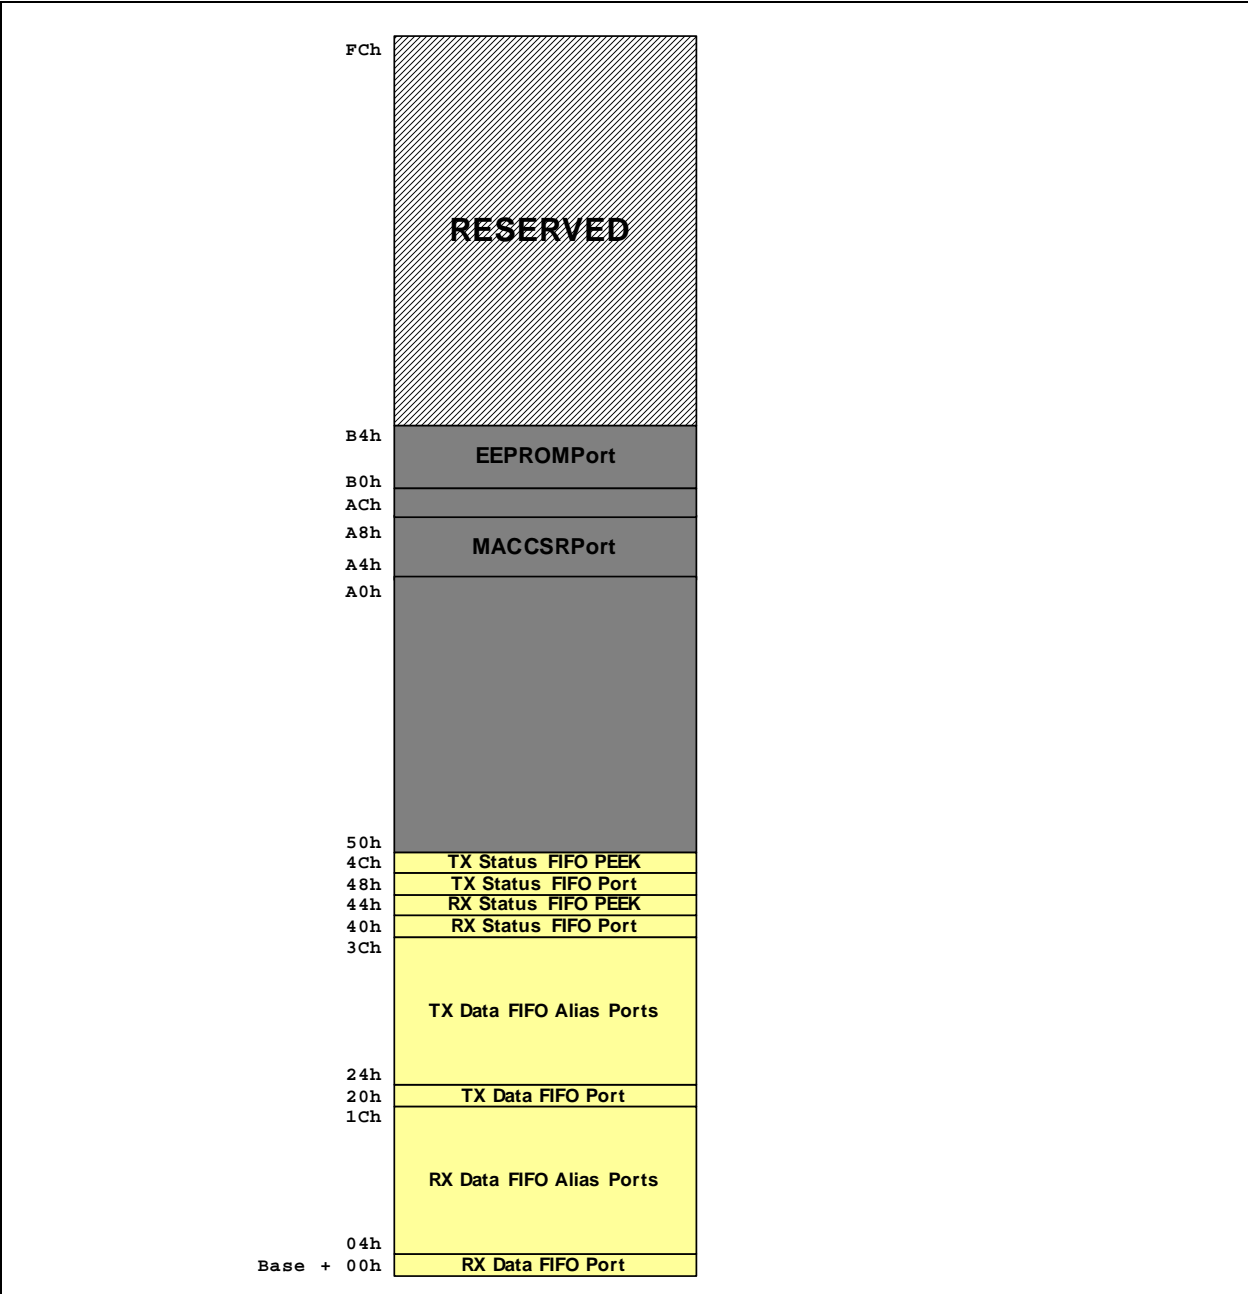 FCh
RESERVED
B4h
EEPROMPort
B0h
ACh
A8h
MACCSRPort
A4h
A0h
50h
4Ch TX Status FIFO PEEK
48h TX Status FIFO Port
44h RX Status FIFO PEEK
40h RX Status FIFO Port
3Ch
TX Data FIFO Alias Ports
24h
20h TX Data FIFO Port
1Ch
RX Data FIFO Alias Ports
04h
Base + 00h RX Data FIFO Port